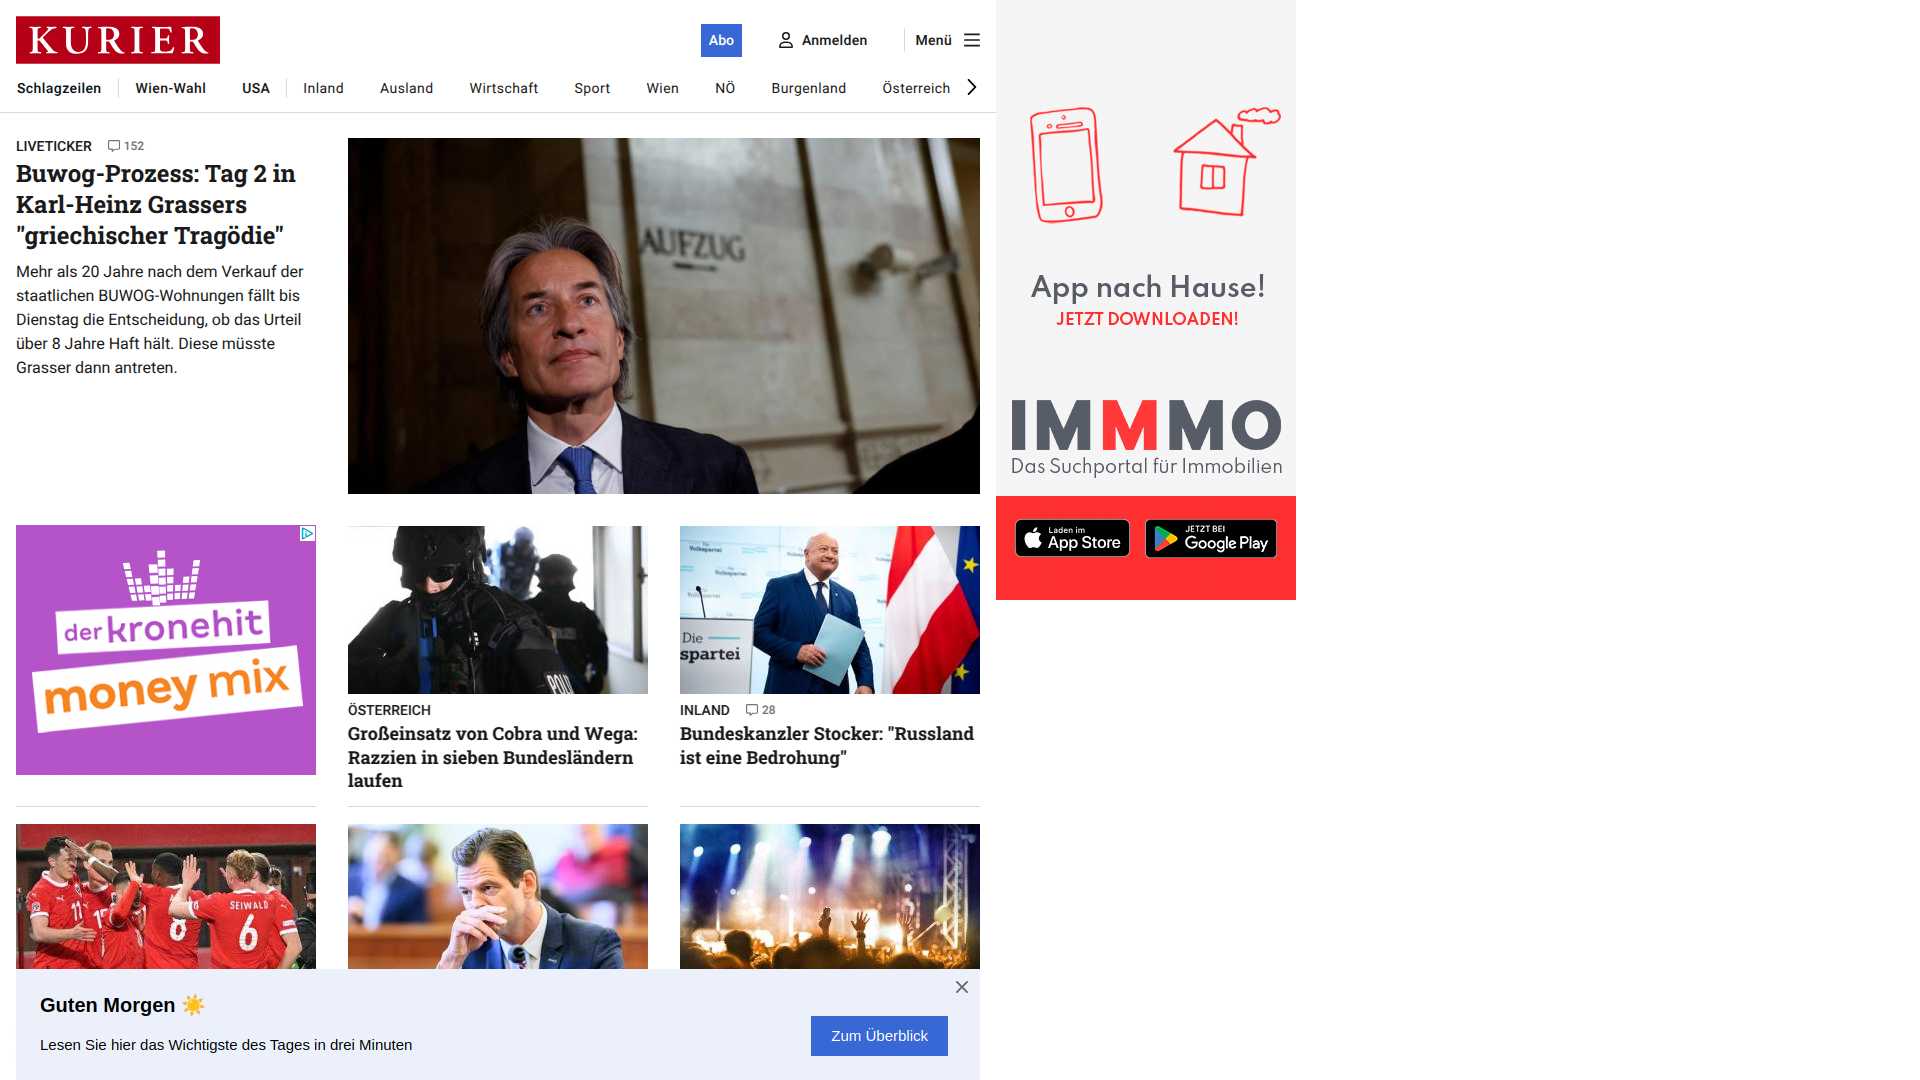 KURIER
Abo
Anmelden
Menü
Schlagzeilen
Wien-Wahl
USA
Inland
Ausland
Wirtschaft
Sport
Wien
NÖ
Burgenland
Österreich
LIVETICKER 152
Buwog-Prozess: Tag 2 in
Karl-Heinz Grassers
"griechischer Tragödie"
Mehr als 20 Jahre nach dem Verkauf der
staatlichen BUWOG-Wohnungen fällt bis
Dienstag die Entscheidung, ob das Urteil
über 8 Jahre Haft hält. Diese müsste
Grasser dann antreten.
AUFZUG
App nach Hause!
JETZT DOWNLOADEN!
IMMMO
Das Suchportal für Immobilien
Laden im
App Store
JETZT BEI
Google Play
der kronehit
money mix
ÖSTERREICH
Großeinsatz von Cobra und Wega:
Razzien in sieben Bundesländern
laufen
Volkspartei
Die
spartei
INLAND 28
Bundeskanzler Stocker: "Russland
ist eine Bedrohung"
11
8
SEIWALD
6
Guten Morgen ☀️
Lesen Sie hier das Wichtigste des Tages in drei Minuten
Zum Überblick